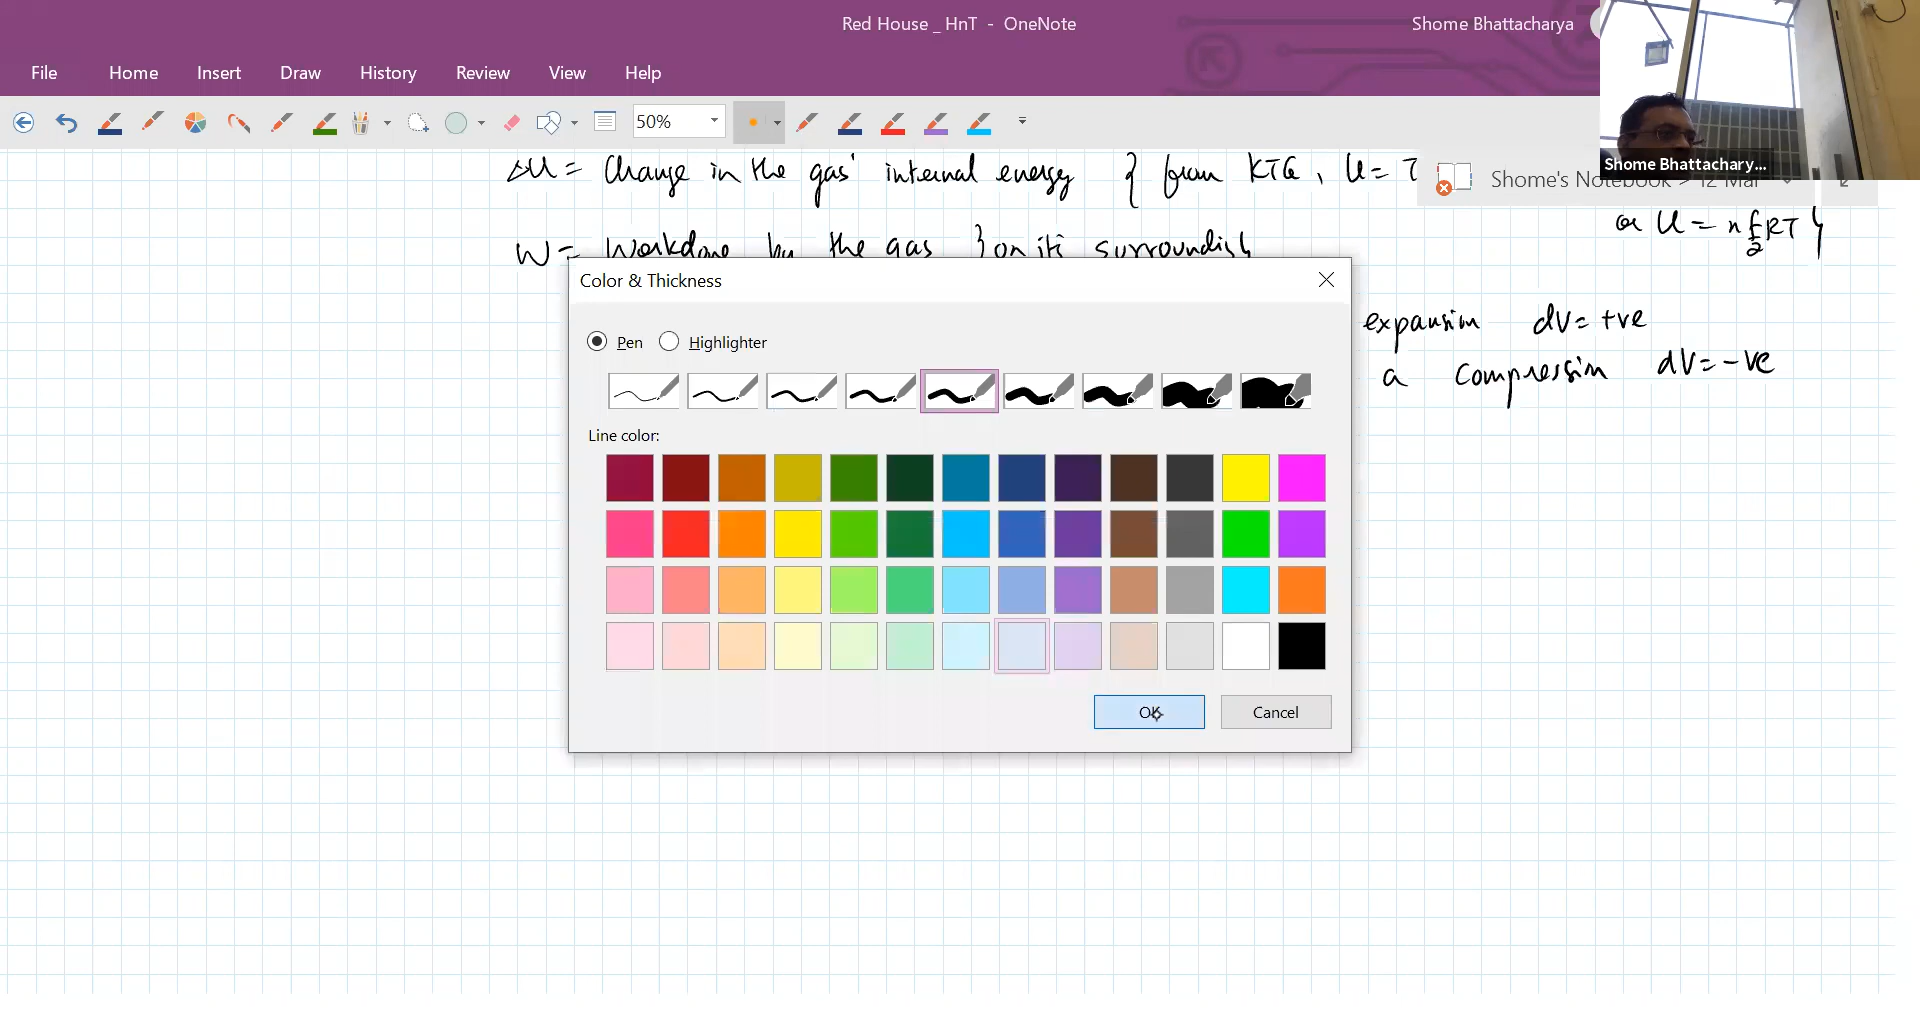 Red House _ HnT - OneNote
Shome Bhattacharya
File Home Insert Draw History Review View Help
50%
Shome Bhattachary...
Shome's Notebook > 12 Mar
ΔU = Change in the gas' internal energy { from KTG, U =
or U = n f/2 RT }
W = Workdone by the gas } on its surroundings
expansion dV = +ve
a compression dV = -ve
Color & Thickness
Pen Highlighter
Line color:
OK Cancel